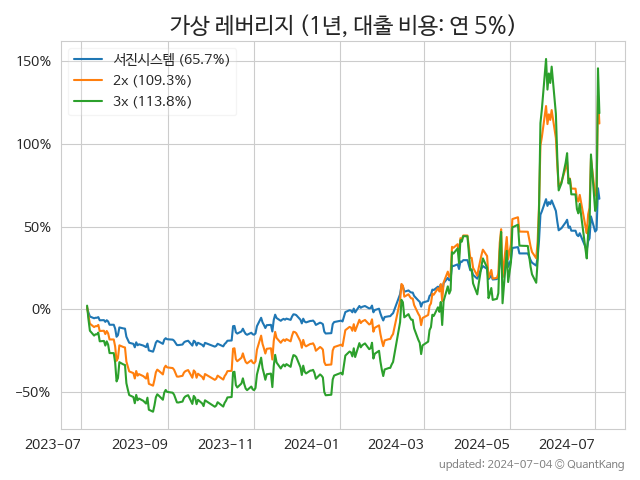 가상 레버리지 (1년, 대출 비용: 연 5%)
서진시스템 (65.7%)
2x (109.3%)
3x (113.8%)
150%
100%
50%
0%
−50%
2023-07 2023-09 2023-11 2024-01 2024-03 2024-05 2024-07
updated: 2024-07-04 © QuantKang